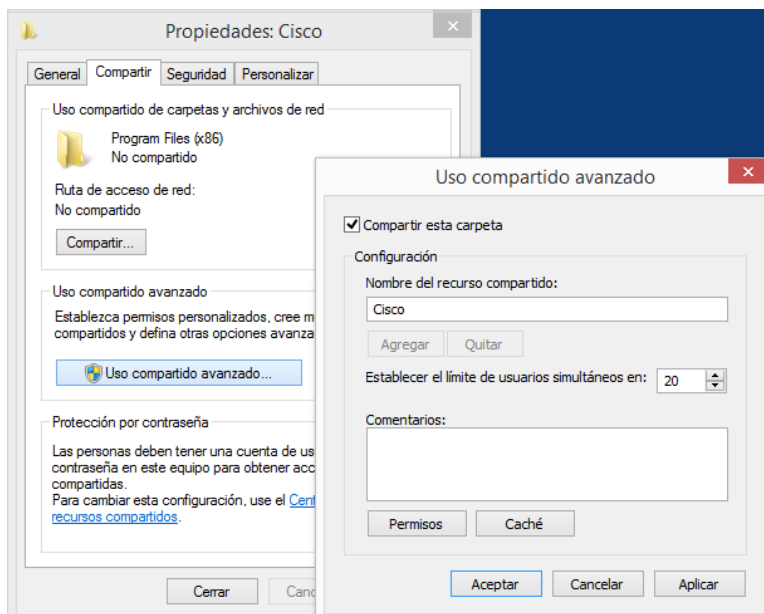 Propiedades: Cisco
General Compartir Seguridad Personalizar
Uso compartido de carpetas y archivos de red
Program Files (x86)
No compartido
Ruta de acceso de red:
No compartido
Compartir...
Uso compartido avanzado
Establezca permisos personalizados, cree
compartidos y defina otras opciones
Uso compartido avanzado...
Protección por contraseña
Las personas deben tener una cuenta de
contraseña en este equipo para obtener
compartidas.
Para cambiar esta configuración, use el
recursos compartidos.
Cerrar
Uso compartido avanzado
Compartir esta carpeta
Configuración
Nombre del recurso compartido:
Cisco
Agregar Quitar
Establecer el límite de usuarios simultáneos en: 20
Comentarios:
Permisos Caché
Aceptar Cancelar Aplicar